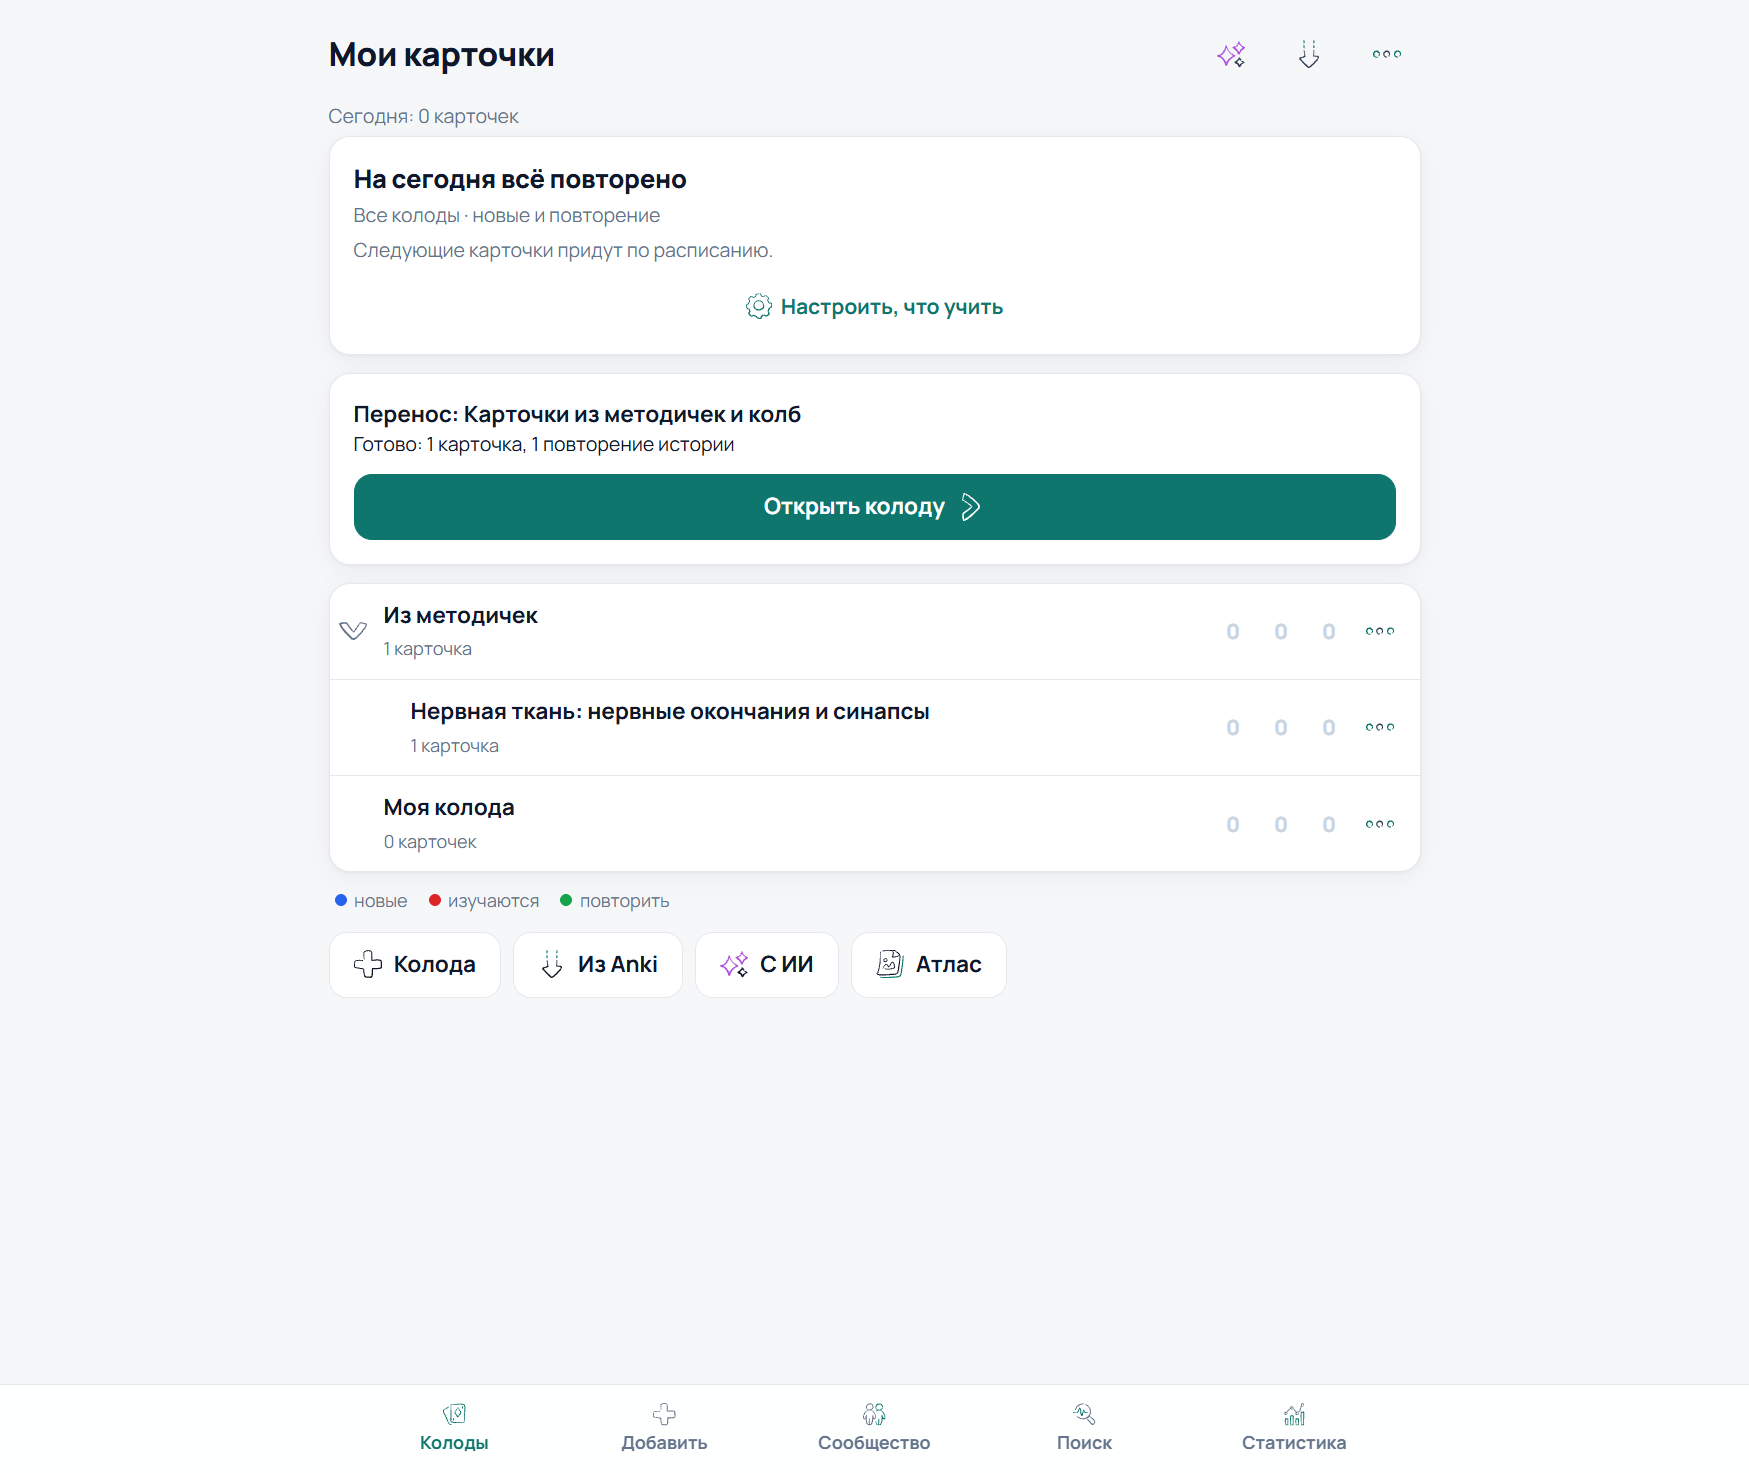 Мои карточки
Сегодня: 0 карточек
На сегодня всё повторено
Все колоды · новые и повторение
Следующие карточки придут по расписанию.
Настроить, что учить
Перенос: Карточки из методичек и колб
Готово: 1 карточка, 1 повторение истории
Открыть колоду
Из методичек
1 карточка
0 0 0
Нервная ткань: нервные окончания и синапсы
1 карточка
0 0 0
Моя колода
0 карточек
0 0 0
новые изучаются повторить
Колода Из Anki С ИИ Атлас
Колоды Добавить Сообщество Поиск Статистика